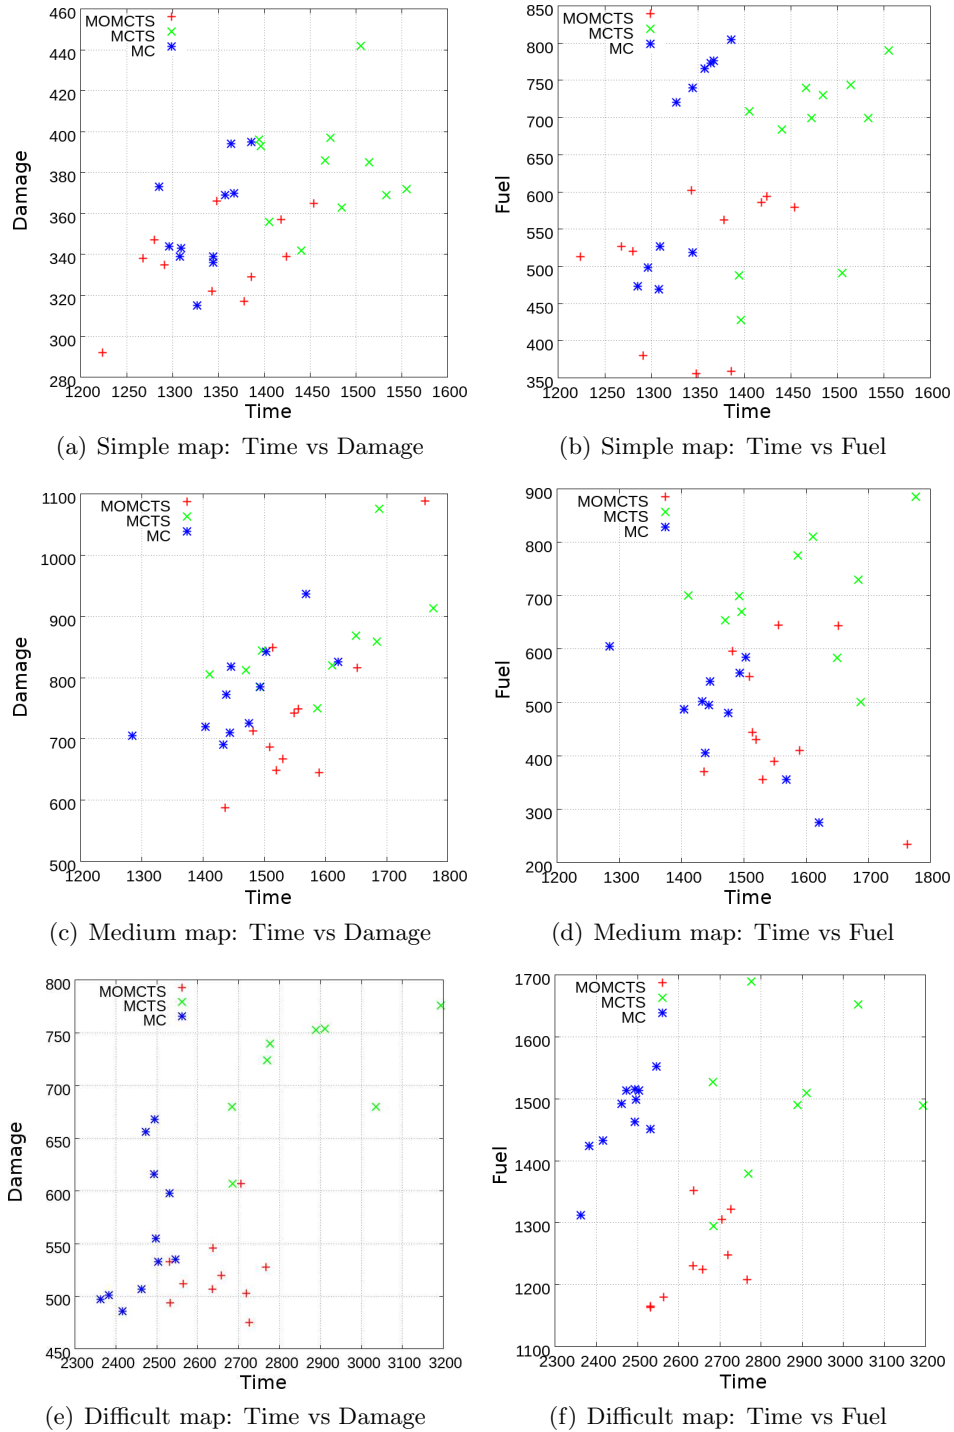 460
440
420
400
380
360
340
320
300
280
1200 1300 1400 1500 1600
MOMCTS
MCTS
MC
Damage
Time
(a) Simple map: Time vs Damage
850
800
750
700
650
600
550
500
450
400
350
1200 1250 1300 1350 1400 1450 1500 1550 1600
MOMCTS
MCTS
MC
Fuel
Time
(b) Simple map: Time vs Fuel
1100
1000
900
800
700
600
500
1200 1300 1400 1500 1600 1700 1800
MOMCTS
MCTS
MC
Damage
Time
(c) Medium map: Time vs Damage
900
800
700
600
500
400
300
200
1200 1300 1400 1500 1600 1700 1800
MOMCTS
MCTS
MC
Fuel
Time
(d) Medium map: Time vs Fuel
800
750
700
650
600
550
500
450
2300 2400 2500 2600 2700 2800 2900 3000 3100 3200
MOMCTS
MCTS
MC
Damage
Time
(e) Difficult map: Time vs Damage
1700
1600
1500
1400
1300
1200
1100
2300 2400 2500 2600 2700 2800 2900 3000 3100 3200
MOMCTS
MCTS
MC
Fuel
Time
(f) Difficult map: Time vs Fuel